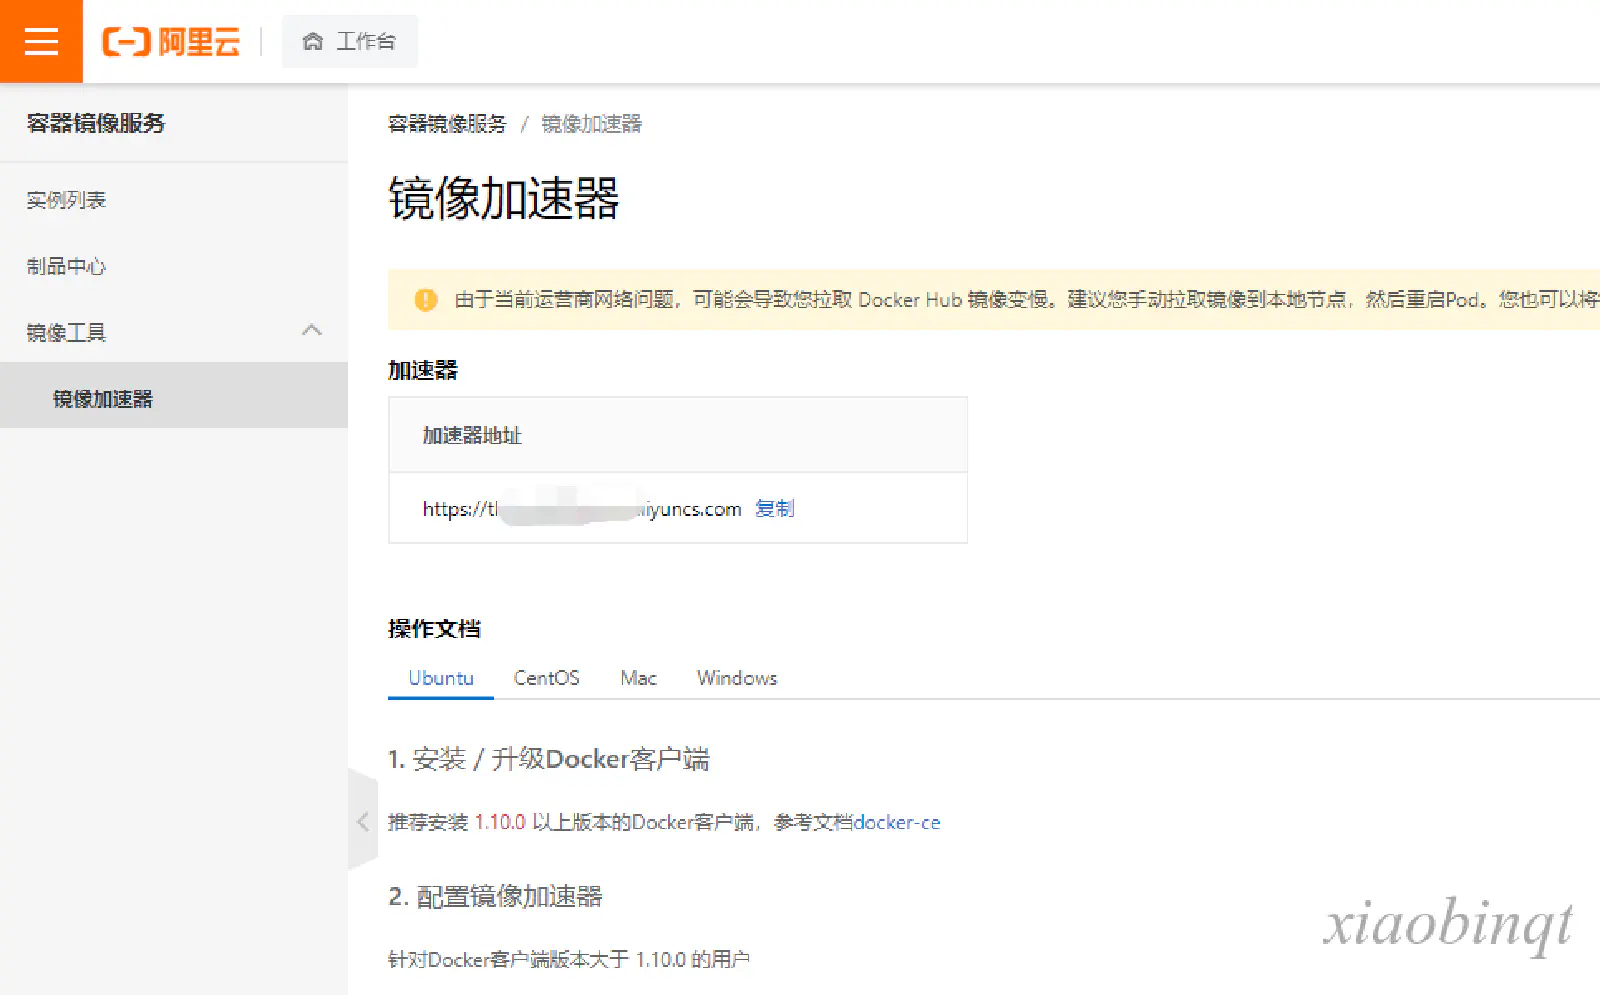 阿里云
工作台
容器镜像服务
实例列表
制品中心
镜像工具
镜像加速器
容器镜像服务 / 镜像加速器
镜像加速器
由于当前运营商网络问题，可能会导致您拉取 Docker Hub 镜像变慢。建议您手动拉取镜像到本地节点，然后重启Pod。您也可以将
加速器
加速器地址
https://tl iyuncs.com 复制
操作文档
Ubuntu CentOS Mac Windows
1. 安装 / 升级Docker客户端
推荐安装 1.10.0 以上版本的Docker客户端，参考文档docker-ce
2. 配置镜像加速器
针对Docker客户端版本大于 1.10.0 的用户
xiaobinqt